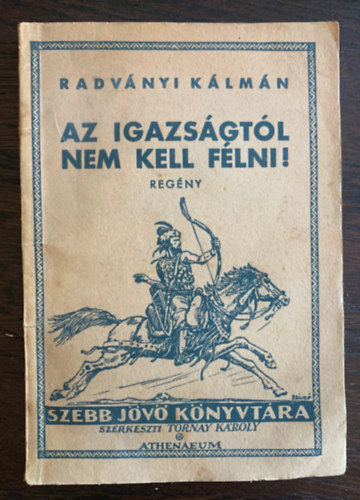 RADVÁNYI KÁLMÁN
AZ IGAZSÁGTÓL
NEM KELL FÉLNI!
REGÉNY
SZEBB JÖVŐ KÖNYVTÁRA
SZERKESZTI TORNAY KÁROLY
ATHENAEUM